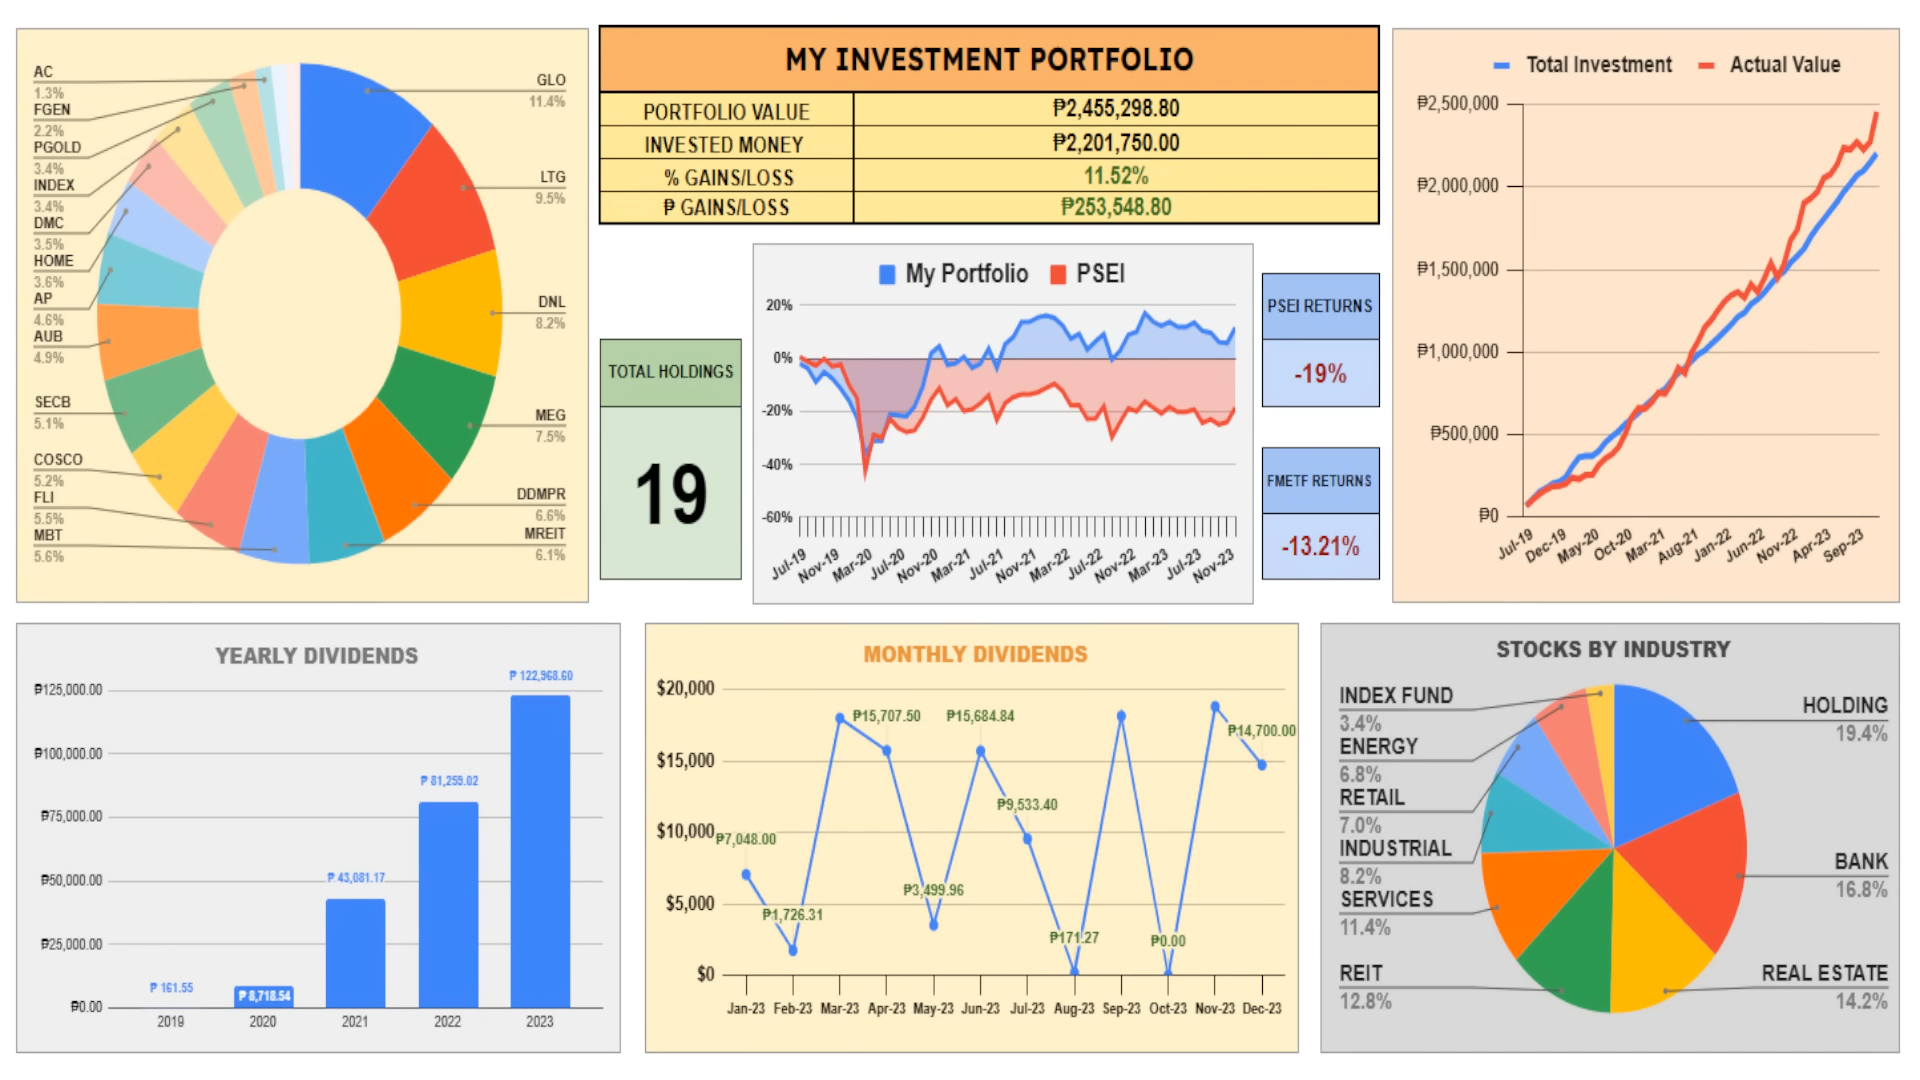 AC
1.3%
FGEN
2.2%
PGOLD
3.4%
INDEX
3.4%
DMC
3.5%
HOME
3.6%
AP
4.6%
AUB
4.9%
SECB
5.1%
COSCO
5.2%
FLI
5.5%
MBT
5.6%
GLO
11.4%
LTG
9.5%
DNL
8.2%
MEG
7.5%
DDMPR
6.6%
MREIT
6.1%
MY INVESTMENT PORTFOLIO
PORTFOLIO VALUE ₱2,455,298.80
INVESTED MONEY ₱2,201,750.00
% GAINS/LOSS 11.52%
₱ GAINS/LOSS ₱253,548.80
TOTAL HOLDINGS
19
My Portfolio PSEI
20%
0%
-20%
-40%
-60%
Jul-19 Nov-19 Mar-20 Jul-20 Nov-20 Mar-21 Jul-21 Nov-21 Mar-22 Jul-22 Nov-22 Mar-23 Jul-23 Nov-23
PSEI RETURNS
-19%
FMETF RETURNS
-13.21%
Total Investment Actual Value
₱2,500,000
₱2,000,000
₱1,500,000
₱1,000,000
₱500,000
₱0
Jul-19 Dec-19 May-20 Oct-20 Mar-21 Aug-21 Jan-22 Jun-22 Nov-22 Apr-23 Sep-23
YEARLY DIVIDENDS
₱125,000.00
₱100,000.00
₱75,000.00
₱50,000.00
₱25,000.00
₱0.00
₱ 161.55
₱ 8,718.54
₱ 43,081.17
₱ 81,259.02
₱ 122,968.60
2019 2020 2021 2022 2023
MONTHLY DIVIDENDS
$20,000
$15,000
$10,000
$5,000
$0
₱7,048.00
₱1,726.31
₱15,707.50
₱3,499.96
₱15,684.84
₱9,533.40
₱171.27
₱0.00
₱14,700.00
Jan-23 Feb-23 Mar-23 Apr-23 May-23 Jun-23 Jul-23 Aug-23 Sep-23 Oct-23 Nov-23 Dec-23
STOCKS BY INDUSTRY
INDEX FUND
3.4%
ENERGY
6.8%
RETAIL
7.0%
INDUSTRIAL
8.2%
SERVICES
11.4%
REIT
12.8%
HOLDING
19.4%
BANK
16.8%
REAL ESTATE
14.2%